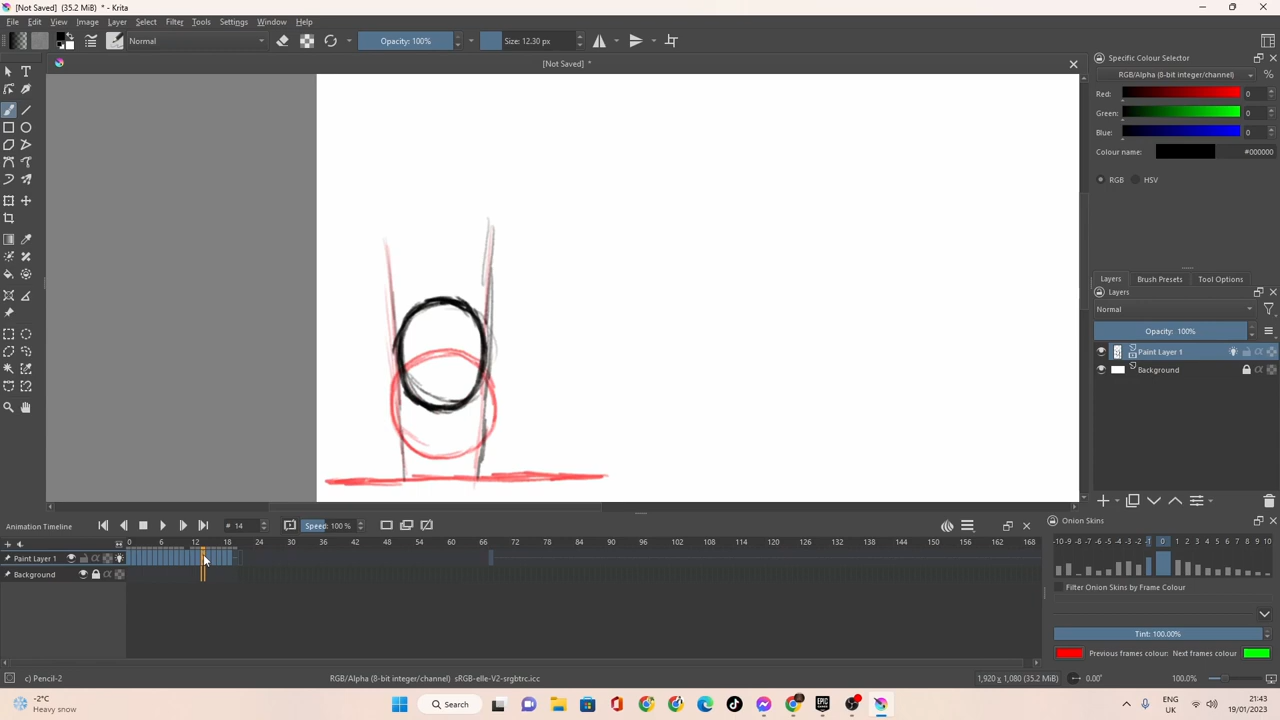 [Not Saved] (35.2 MiB) * - Krita
File Edit View Image Layer Select Filter Tools Settings Window Help
Normal Opacity: 100% Size: 12.30 px
[Not Saved] *
Specific Colour Selector
RGB/Alpha (8-bit integer/channel) %
Red: 0
Green: 0
Blue: 0
Colour name: #000000
RGB HSV
Layers Brush Presets Tool Options
Layers
Normal
Opacity: 100%
Paint Layer 1
Background
Animation Timeline # 14 Speed: 100 %
0 6 12 18 24 30 36 42 48 54 60 66 72 78 84 90 96 102 108 114 120 126 132 138 144 150 156 162 168
Paint Layer 1
Background
Onion Skins
-10 -9 -8 -7 -6 -5 -4 -3 -2 -1 0 1 2 3 4 5 6 7 8 9 10
Filter Onion Skins by Frame Colour
Tint: 100.00%
Previous frames colour: Next frames colour:
c) Pencil-2 RGB/Alpha (8-bit integer/channel) sRGB-elle-V2-srgbtrc.icc 1,920 x 1,080 (35.2 MiB) 0.00° 100.0%
-2°C
Heavy snow
Search
ENG
UK
21:43
19/01/2023